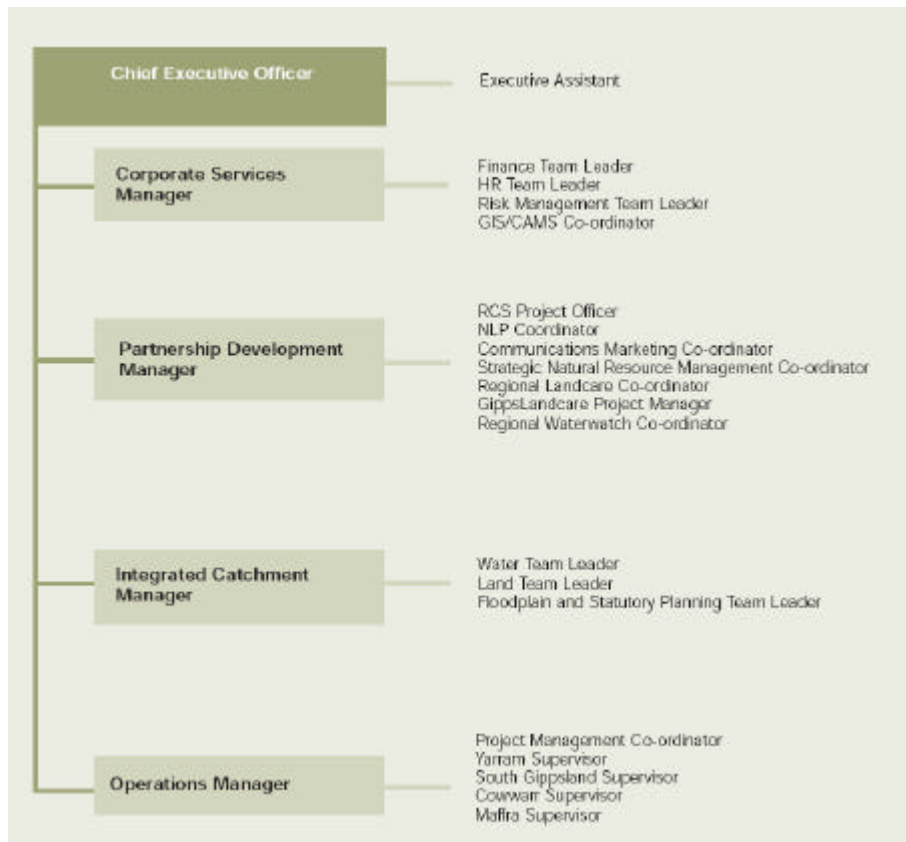 Chief Executive Officer
Executive Assistant
Corporate Services
Manager
Finance Team Leader
HR Team Leader
Risk Management Team Leader
GIS/CAMS Co-ordinator
Partnership Development
Manager
RCS Project Officer
NLP Coordinator
Communications Marketing Co-ordinator
Strategic Natural Resource Management Co-ordinator
Regional Landcare Co-ordinator
GippsLandcare Project Manager
Regional Waterwatch Co-ordinator
Integrated Catchment
Manager
Water Team Leader
Land Team Leader
Floodplain and Statutory Planning Team Leader
Operations Manager
Project Management Co-ordinator
Yarram Supervisor
South Gippsland Supervisor
Cowwarr Supervisor
Maffra Supervisor